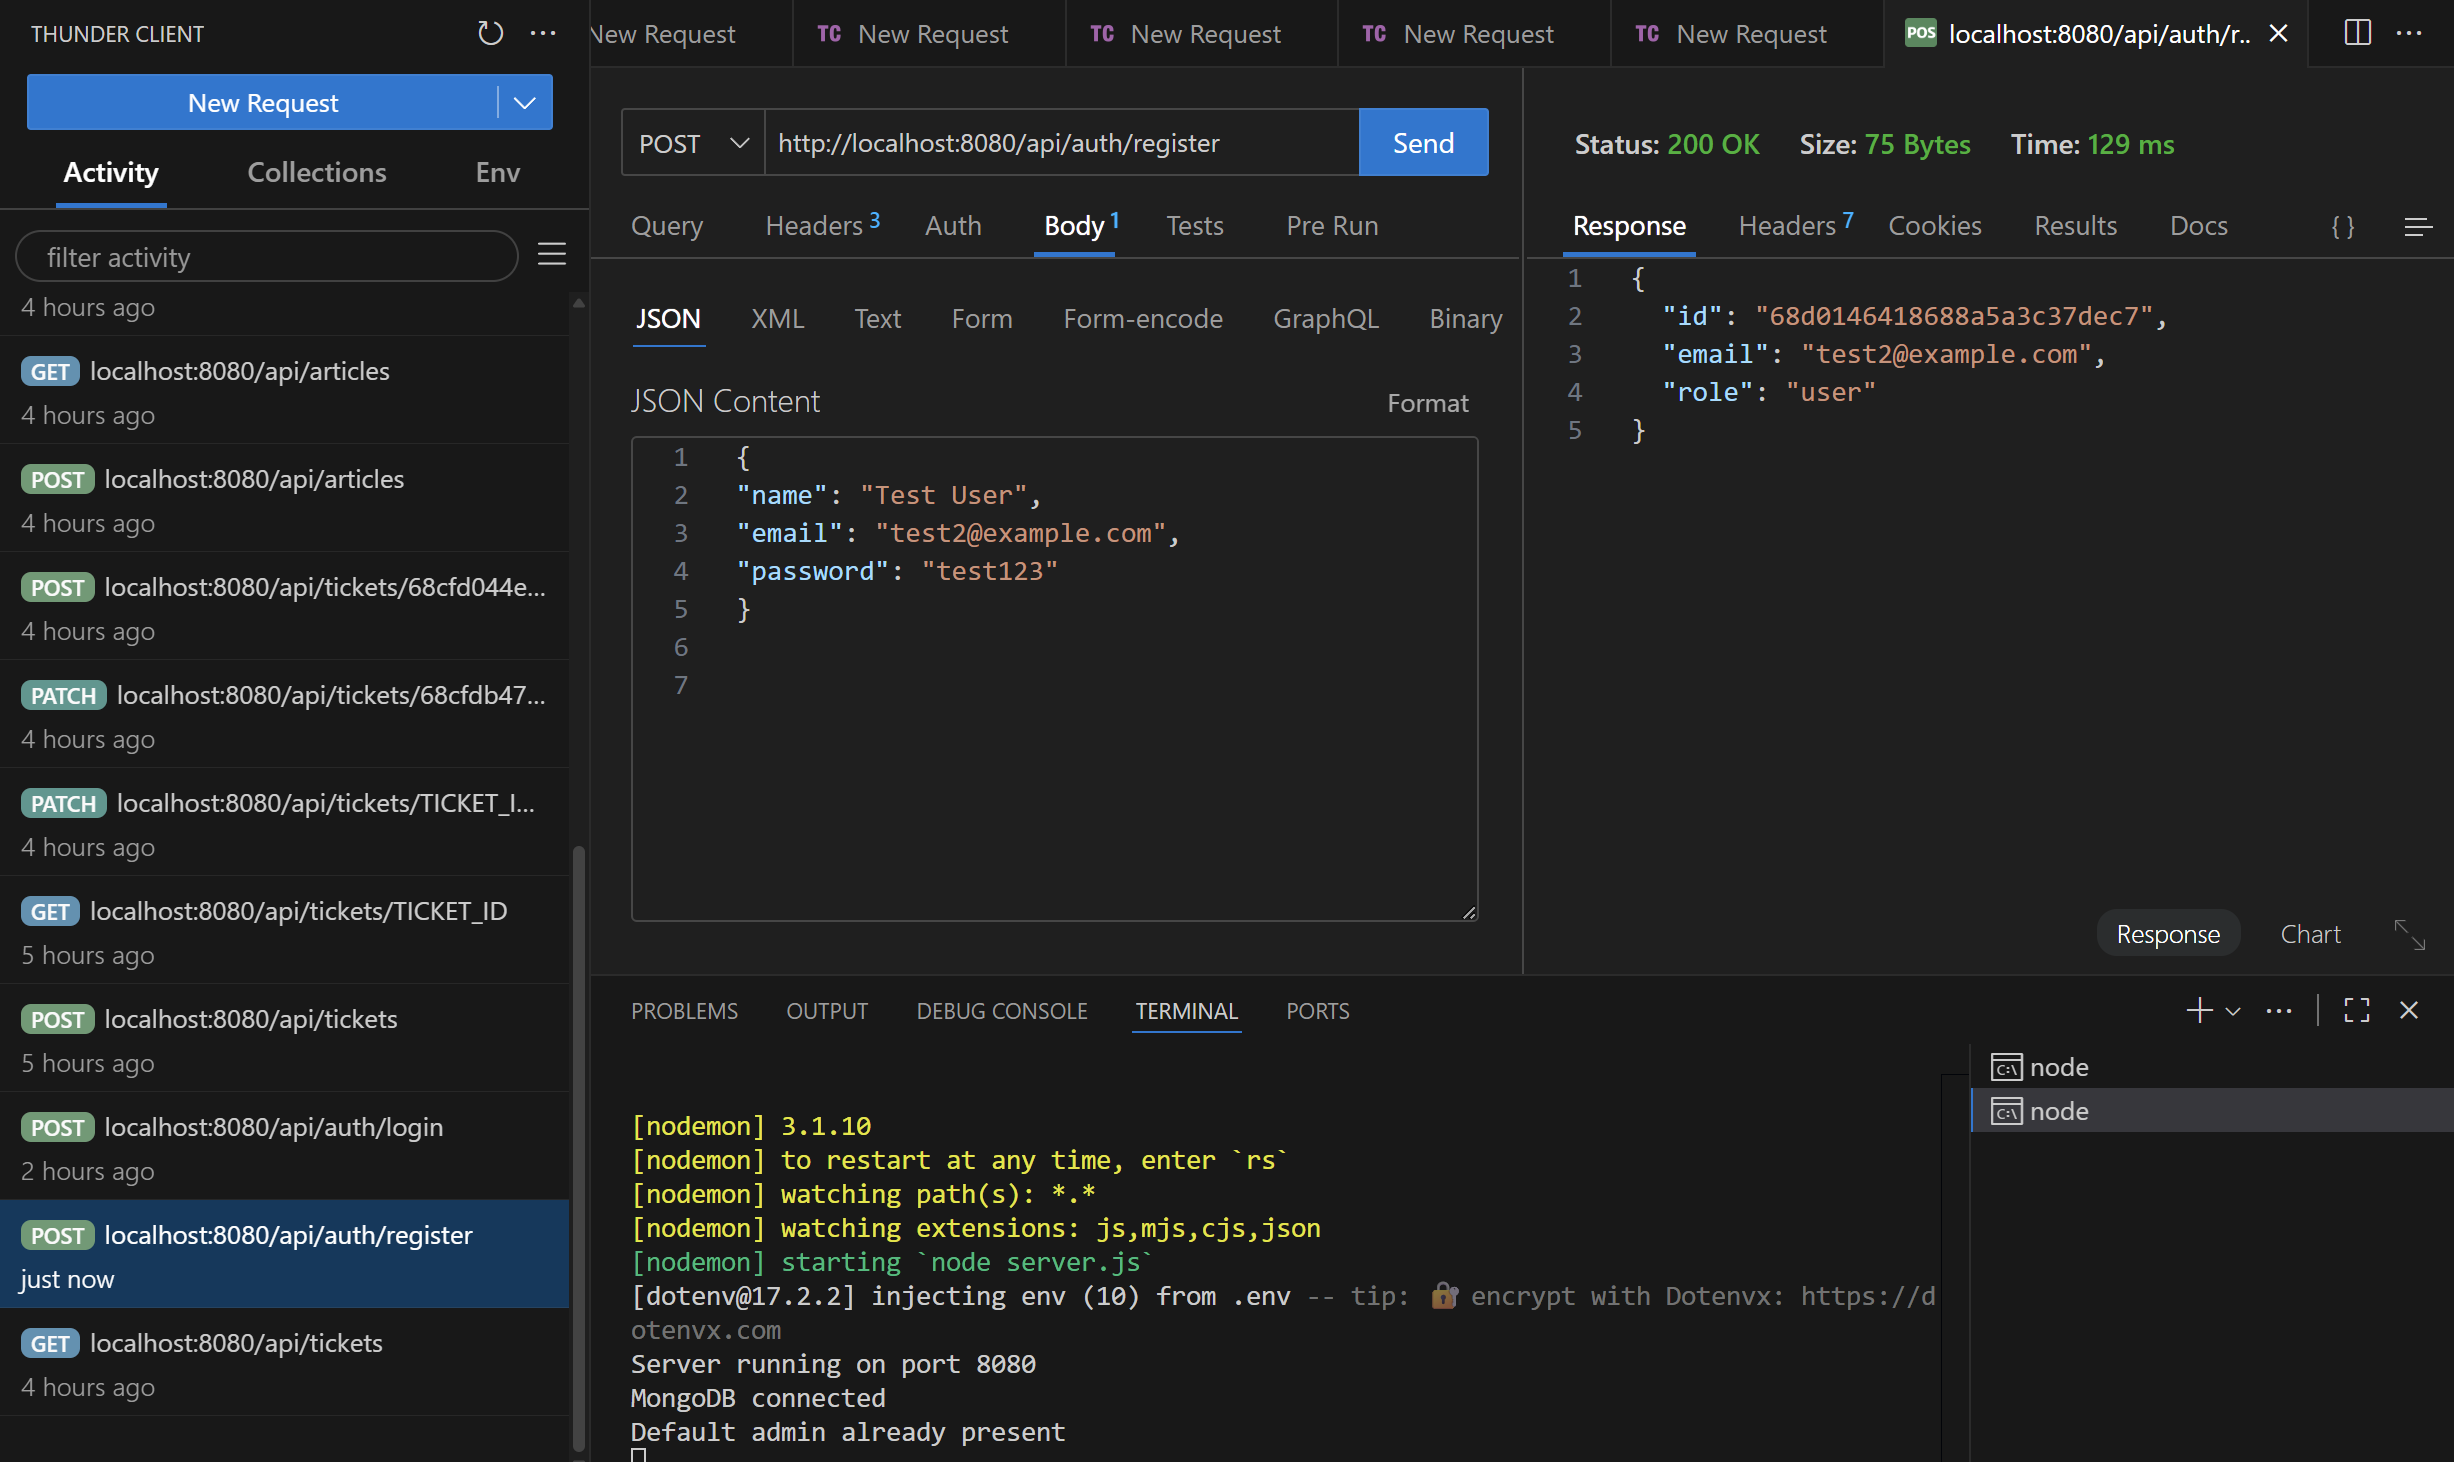 THUNDER CLIENT
New Request
Activity Collections Env
filter activity
4 hours ago
GET localhost:8080/api/articles
4 hours ago
POST localhost:8080/api/articles
4 hours ago
POST localhost:8080/api/tickets/68cfd044e...
4 hours ago
PATCH localhost:8080/api/tickets/68cfdb47...
4 hours ago
PATCH localhost:8080/api/tickets/TICKET_I...
4 hours ago
GET localhost:8080/api/tickets/TICKET_ID
5 hours ago
POST localhost:8080/api/tickets
5 hours ago
POST localhost:8080/api/auth/login
2 hours ago
POST localhost:8080/api/auth/register
just now
GET localhost:8080/api/tickets
4 hours ago
New Request TC New Request TC New Request TC New Request TC New Request POS localhost:8080/api/auth/r..
POST http://localhost:8080/api/auth/register Send
Query Headers 3 Auth Body 1 Tests Pre Run
JSON XML Text Form Form-encode GraphQL Binary
JSON Content Format
1 {
2 "name": "Test User",
3 "email": "test2@example.com",
4 "password": "test123"
5 }
6
7
Status: 200 OK Size: 75 Bytes Time: 129 ms
Response Headers 7 Cookies Results Docs { }
1 {
2 "id": "68d0146418688a5a3c37dec7",
3 "email": "test2@example.com",
4 "role": "user"
5 }
Response Chart
PROBLEMS OUTPUT DEBUG CONSOLE TERMINAL PORTS
[nodemon] 3.1.10
[nodemon] to restart at any time, enter `rs`
[nodemon] watching path(s): *.*
[nodemon] watching extensions: js,mjs,cjs,json
[nodemon] starting `node server.js`
[dotenv@17.2.2] injecting env (10) from .env -- tip: 🔐 encrypt with Dotenvx: https://d
otenvx.com
Server running on port 8080
MongoDB connected
Default admin already present
node
node